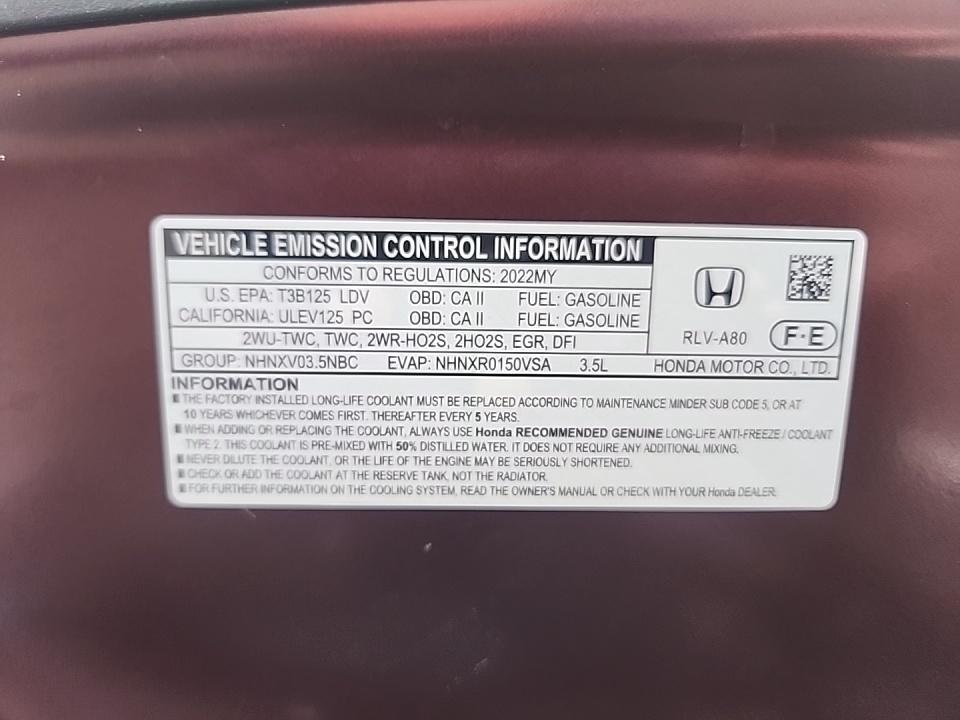 VEHICLE EMISSION CONTROL INFORMATION
CONFORMS TO REGULATIONS: 2022MY
U.S. EPA: T3B125 LDV OBD: CA II FUEL: GASOLINE
CALIFORNIA: ULEV125 PC OBD: CA II FUEL: GASOLINE
2WU-TWC, TWC, 2WR-HO2S, 2HO2S, EGR, DFI
RLV-A80 F·E
GROUP: NHNXV03.5NBC EVAP: NHNXR0150VSA 3.5L HONDA MOTOR CO., LTD.
INFORMATION
■ THE FACTORY INSTALLED LONG-LIFE COOLANT MUST BE REPLACED ACCORDING TO MAINTENANCE MINDER SUB CODE 5, OR AT
10 YEARS WHICHEVER COMES FIRST. THEREAFTER EVERY 5 YEARS.
■ WHEN ADDING OR REPLACING THE COOLANT, ALWAYS USE Honda RECOMMENDED GENUINE LONG-LIFE ANTI-FREEZE / COOLANT
TYPE 2. THIS COOLANT IS PRE-MIXED WITH 50% DISTILLED WATER. IT DOES NOT REQUIRE ANY ADDITIONAL MIXING.
■ NEVER DILUTE THE COOLANT, OR THE LIFE OF THE ENGINE MAY BE SERIOUSLY SHORTENED.
■ CHECK OR ADD THE COOLANT AT THE RESERVE TANK, NOT THE RADIATOR.
■ FOR FURTHER INFORMATION ON THE COOLING SYSTEM, READ THE OWNER'S MANUAL OR CHECK WITH YOUR Honda DEALER.